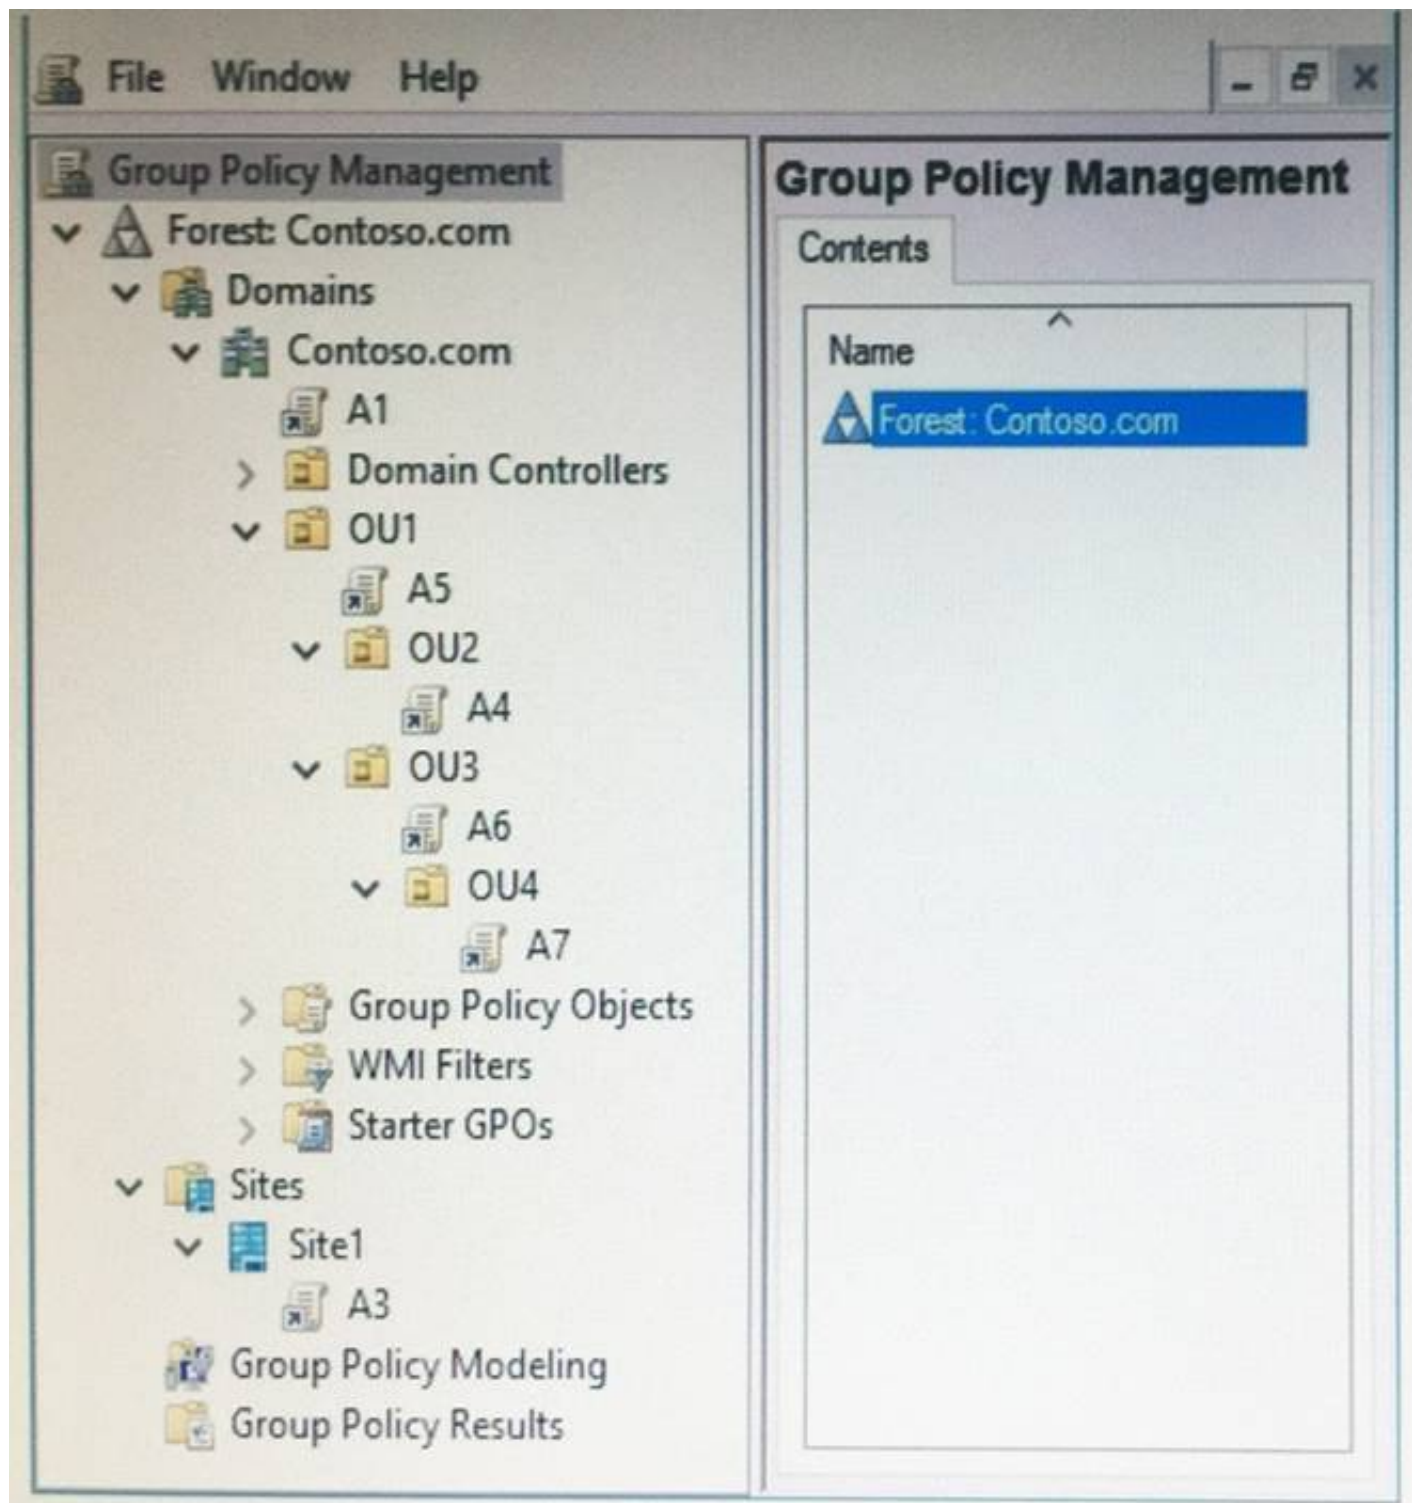 File Window Help
Group Policy Management
Forest: Contoso.com
Domains
Contoso.com
A1
Domain Controllers
OU1
A5
OU2
A4
OU3
A6
OU4
A7
Group Policy Objects
WMI Filters
Starter GPOs
Sites
Site1
A3
Group Policy Modeling
Group Policy Results
Group Policy Management
Contents
Name
Forest: Contoso.com